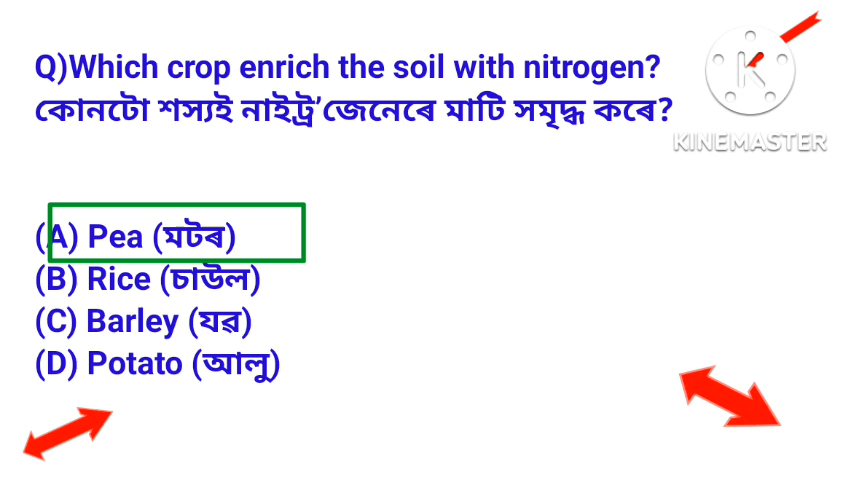 Q)Which crop enrich the soil with nitrogen?
কোনটো শস্যই নাইট্ৰ’জেনেৰে মাটি সমৃদ্ধ কৰে?
KINEMASTER
(A) Pea (মটৰ)
(B) Rice (চাউল)
(C) Barley (যৱ)
(D) Potato (আলু)